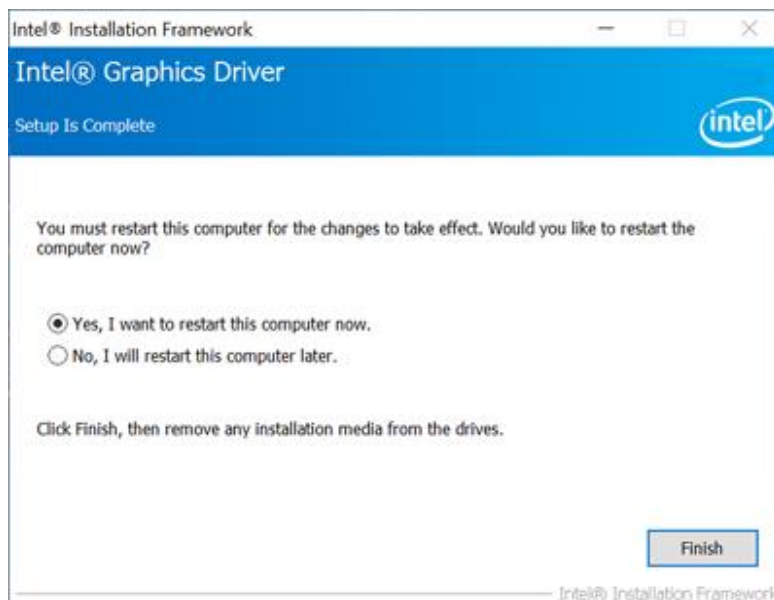 Intel® Installation Framework
Intel® Graphics Driver
Setup Is Complete
intel
You must restart this computer for the changes to take effect. Would you like to restart the
computer now?
Yes, I want to restart this computer now.
No, I will restart this computer later.
Click Finish, then remove any installation media from the drives.
Finish
Intel® Installation Framework